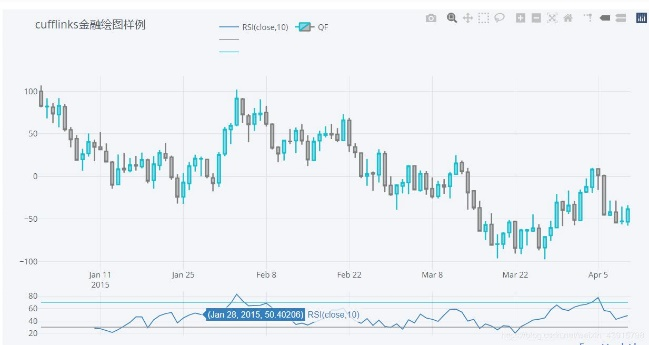 cufflinks金融绘图样例
RSI(close,10)
QF
100
50
0
−50
−100
Jan 11
2015
Jan 25
Feb 8
Feb 22
Mar 8
Mar 22
Apr 5
80
60
40
20
(Jan 28, 2015, 50.40206)
RSI(close,10)